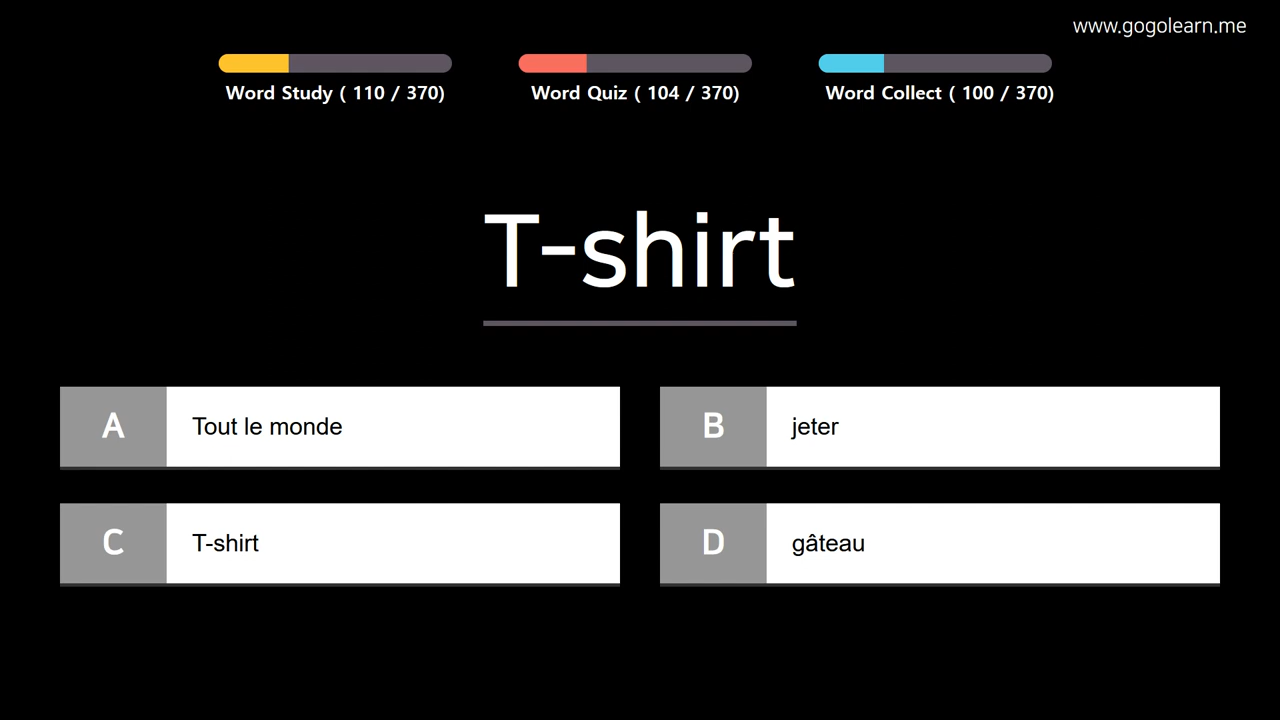 www.gogolearn.me
Word Study ( 110 / 370)
Word Quiz ( 104 / 370)
Word Collect ( 100 / 370)
T-shirt
A Tout le monde
B jeter
C T-shirt
D gâteau